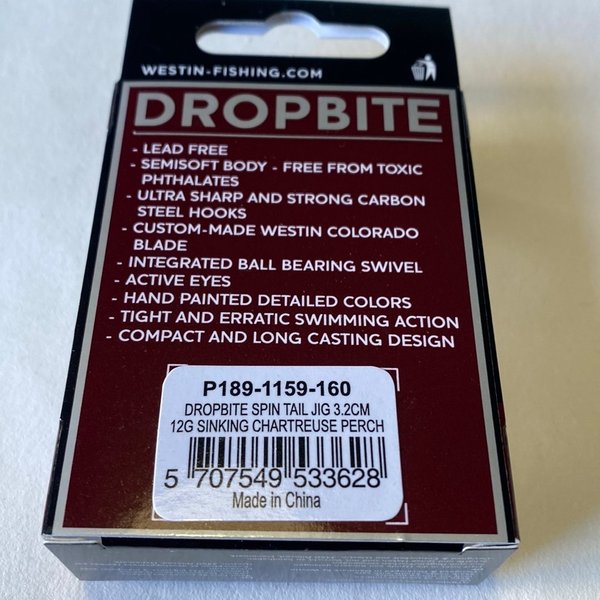 WESTIN-FISHING.COM
DROPBITE
- LEAD FREE
- SEMISOFT BODY - FREE FROM TOXIC
PHTHALATES
- ULTRA SHARP AND STRONG CARBON
STEEL HOOKS
- CUSTOM-MADE WESTIN COLORADO
BLADE
- INTEGRATED BALL BEARING SWIVEL
- ACTIVE EYES
- HAND PAINTED DETAILED COLORS
- TIGHT AND ERRATIC SWIMMING ACTION
- COMPACT AND LONG CASTING DESIGN
P189-1159-160
DROPBITE SPIN TAIL JIG 3.2CM
12G SINKING CHARTREUSE PERCH
5 707549 533628
Made in China